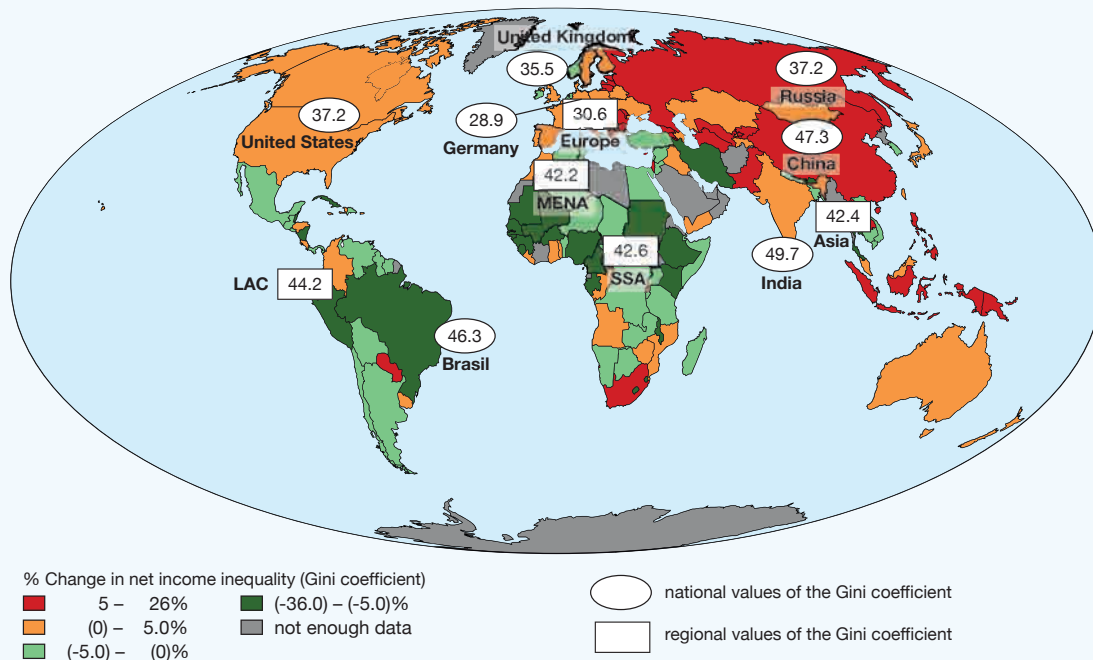 United Kingdom
35.5
37.2
Russia
37.2
United States
28.9
Germany
30.6
Europe
47.3
China
42.2
MENA
42.4
Asia
42.6
SSA
49.7
India
LAC
44.2
46.3
Brasil
% Change in net income inequality (Gini coefficient)
5 – 26%
(0) – 5.0%
(-5.0) – (0)%
(-36.0) – (-5.0)%
not enough data
national values of the Gini coefficient
regional values of the Gini coefficient